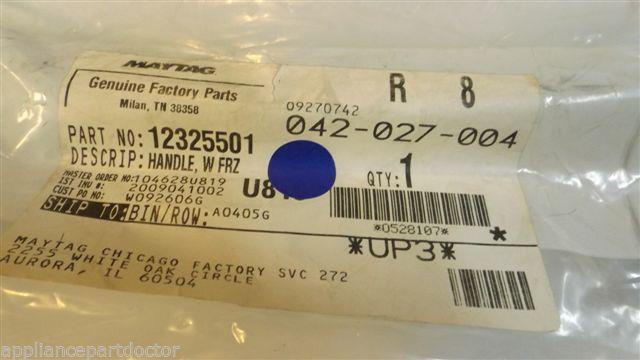 MAYTAG
Genuine Factory Parts
Milan, TN 38358
R 8
09270742
042-027-004
PART NO: 12325501
DESCRIP: HANDLE, W FRZ
QTY: 1
MASTER ORDER NO: 104628U819
1ST INU #: 2009041002
CUST PO NO: W092606G
SHIP TO: BIN/ROW: A0405G
*0528107*
*
*UP3*
MAYTAG CHICAGO FACTORY SVC 272
2255 WHITE OAK CIRCLE
AURORA, IL 60504
©appliancepartdoctor